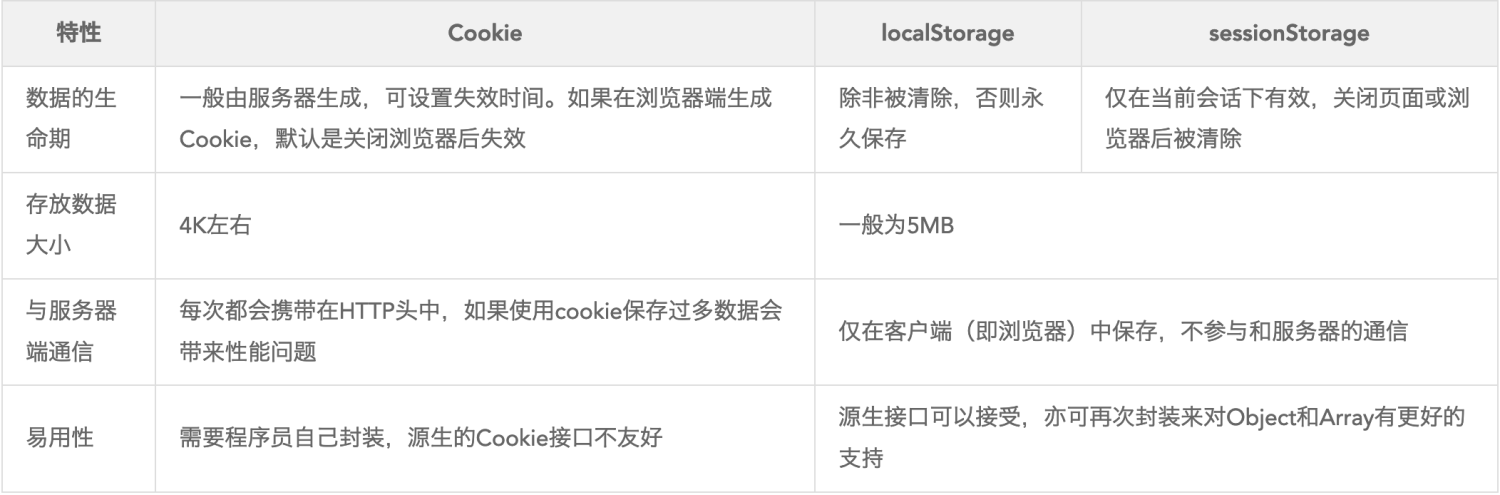 特性
Cookie
localStorage
sessionStorage
数据的生
命期
一般由服务器生成，可设置失效时间。如果在浏览器端生成
Cookie，默认是关闭浏览器后失效
除非被清除，否则永
久保存
仅在当前会话下有效，关闭页面或浏
览器后被清除
存放数据
大小
4K左右
一般为5MB
与服务器
端通信
每次都会携带在HTTP头中，如果使用cookie保存过多数据会
带来性能问题
仅在客户端（即浏览器）中保存，不参与和服务器的通信
易用性
需要程序员自己封装，源生的Cookie接口不友好
源生接口可以接受，亦可再次封装来对Object和Array有更好的
支持